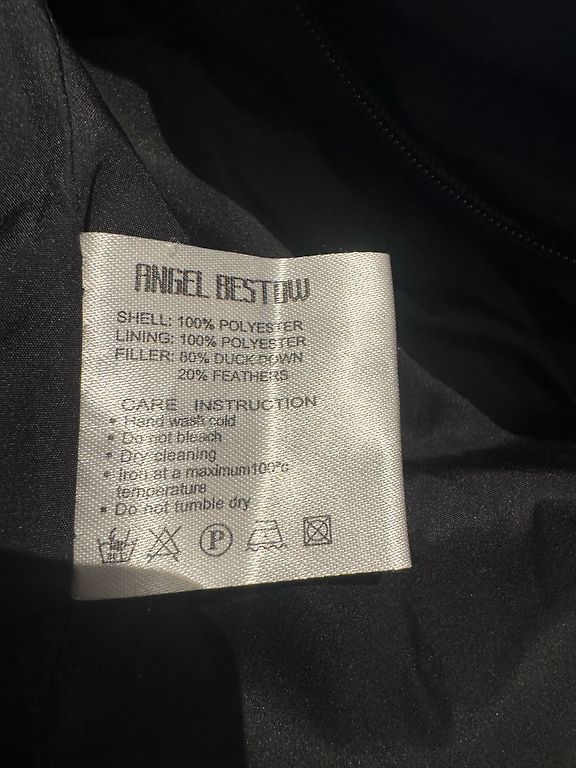 ANGEL BESTOW
SHELL: 100% POLYESTER
LINING: 100% POLYESTER
FILLER: 80% DUCK DOWN
20% FEATHERS
CARE INSTRUCTION
• Hand wash cold
• Do not bleach
• Dry cleaning
• Iron at a maximum100°c
temperature
• Do not tumble dry
P